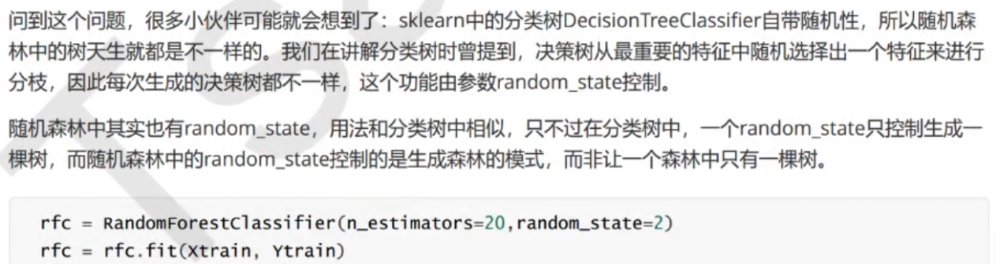 问到这个问题，很多小伙伴可能就会想到了：sklearn中的分类树DecisionTreeClassifier自带随机性，所以随机森
林中的树天生就都是不一样的。我们在讲解分类树时曾提到，决策树从最重要的特征中随机选择出一个特征来进行
分枝，因此每次生成的决策树都不一样，这个功能由参数random_state控制。
随机森林中其实也有random_state，用法和分类树中相似，只不过在分类树中，一个random_state只控制生成一
棵树，而随机森林中的random_state控制的是生成森林的模式，而非让一个森林中只有一棵树。
rfc = RandomForestClassifier(n_estimators=20,random_state=2)
rfc = rfc.fit(Xtrain, Ytrain)